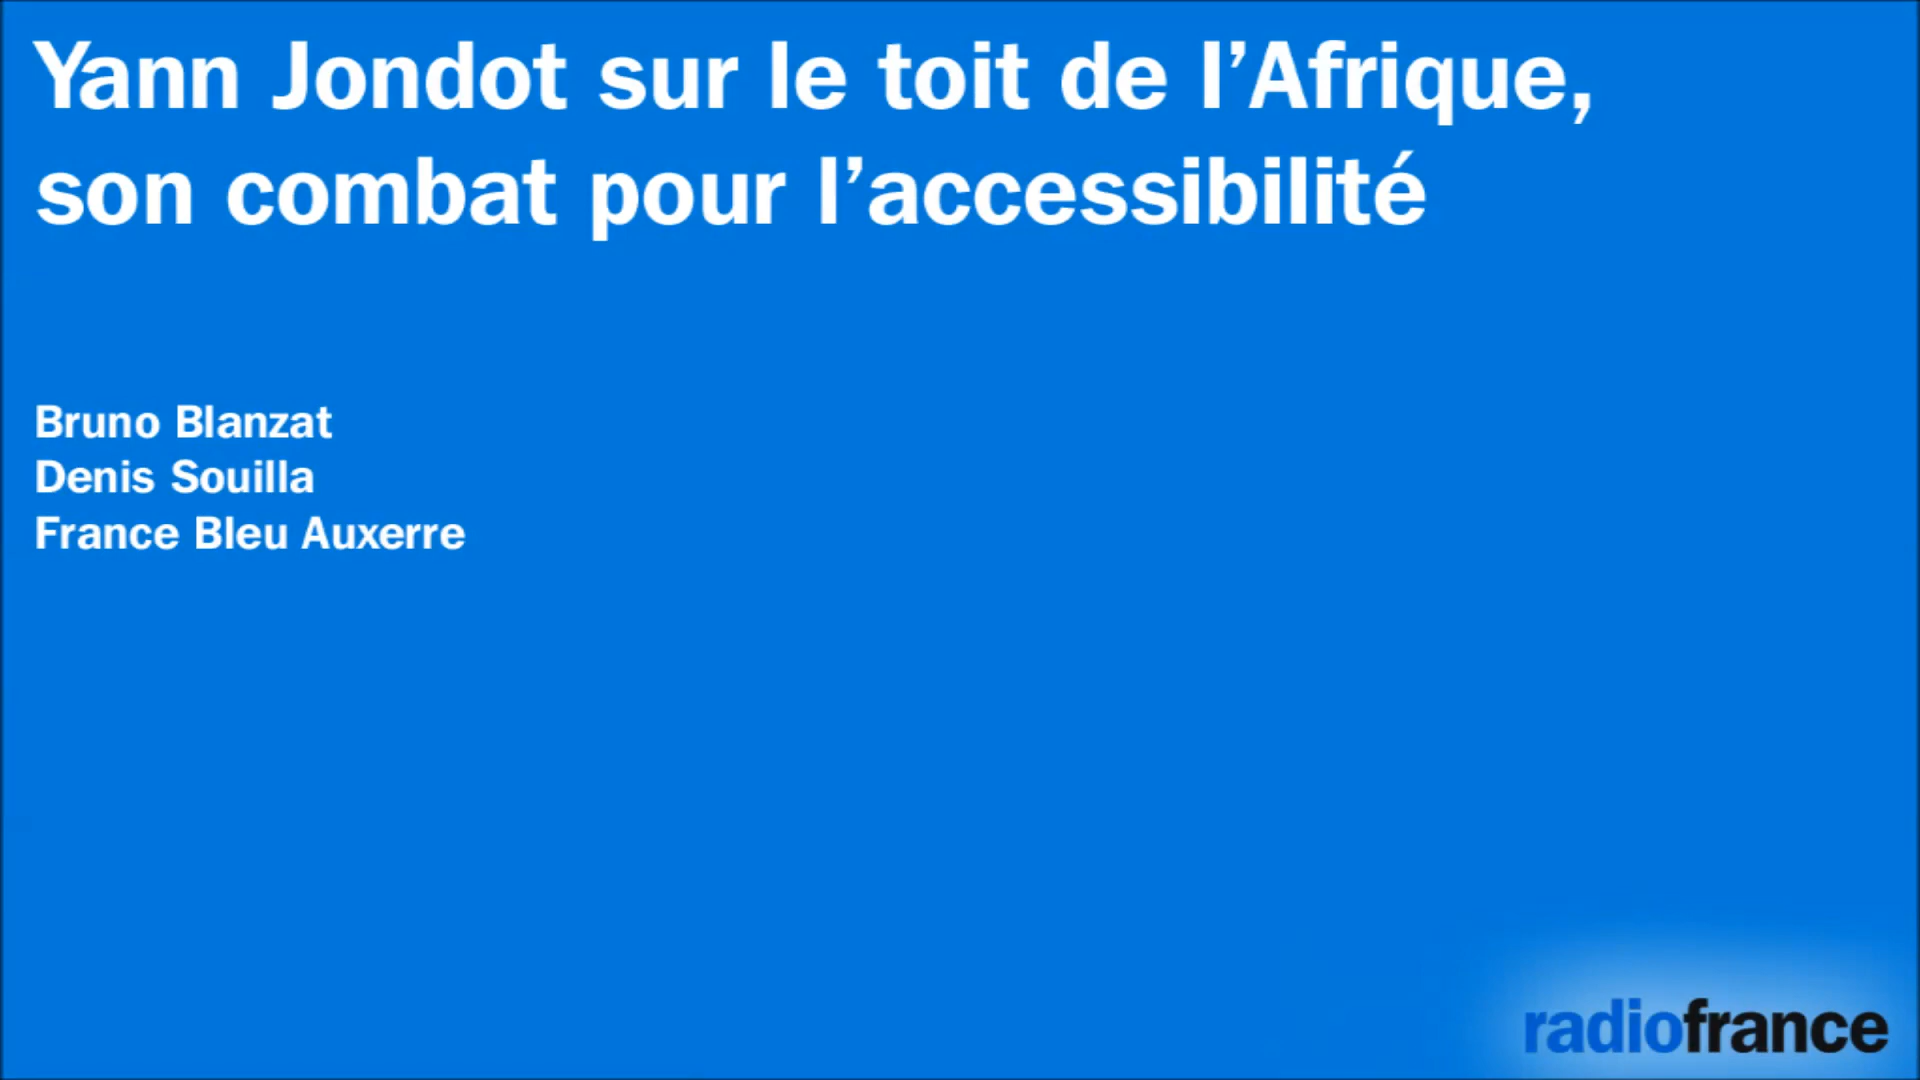 Yann Jondot sur le toit de l’Afrique,
son combat pour l’accessibilité
Bruno Blanzat
Denis Souilla
France Bleu Auxerre
radiofrance